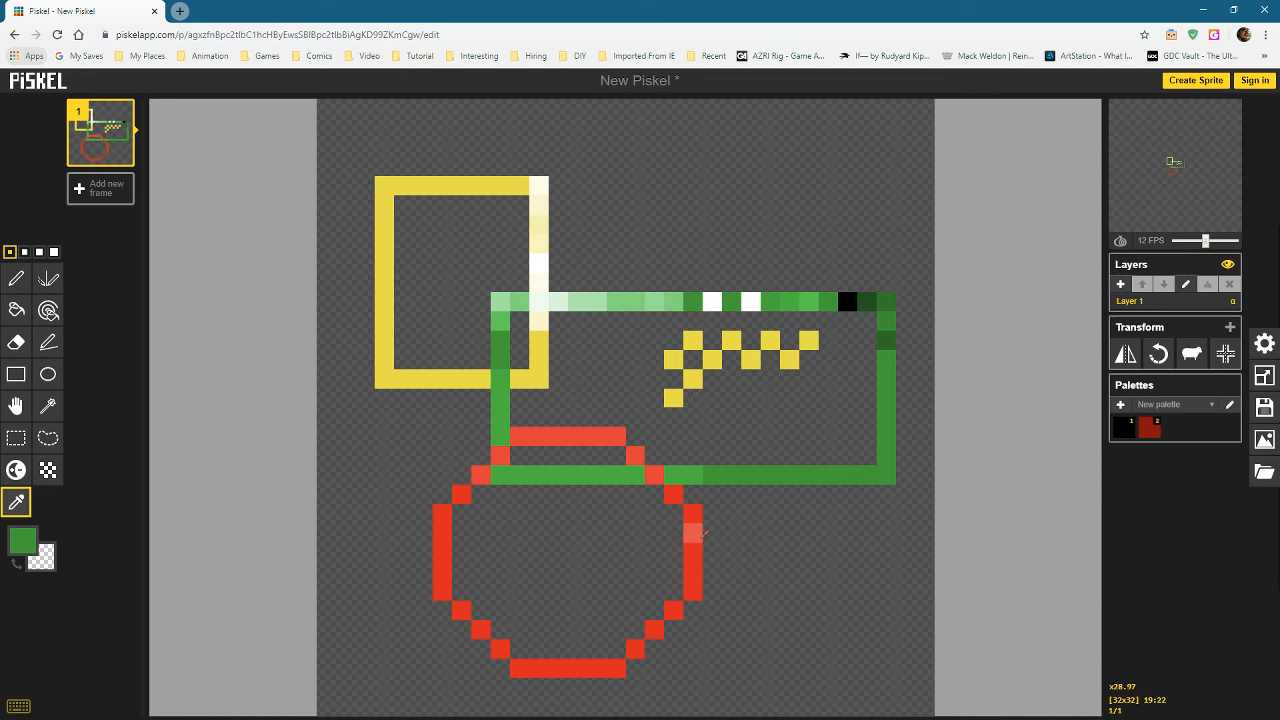 Piskel - New Piskel
piskelapp.com/p/agxzfnBpc2tlbC1hcHByEwsSBlBpc2tlbBiAgKD99ZKmCgw/edit
Apps My Saves My Places Animation Games Comics Video Tutorial Interesting Hiring DIY Imported From IE Recent AZRI Rig - Game A... If— by Rudyard Kip... Mack Weldon | Rein... ArtStation - What I... GDC Vault - The Ult...
PiSKEL New Piskel * Create Sprite Sign in
1
Add new
frame
12 FPS
Layers
Layer 1 α
Transform
Palettes
New palette
1 2
x28.97
[32x32] 19:22
1/1